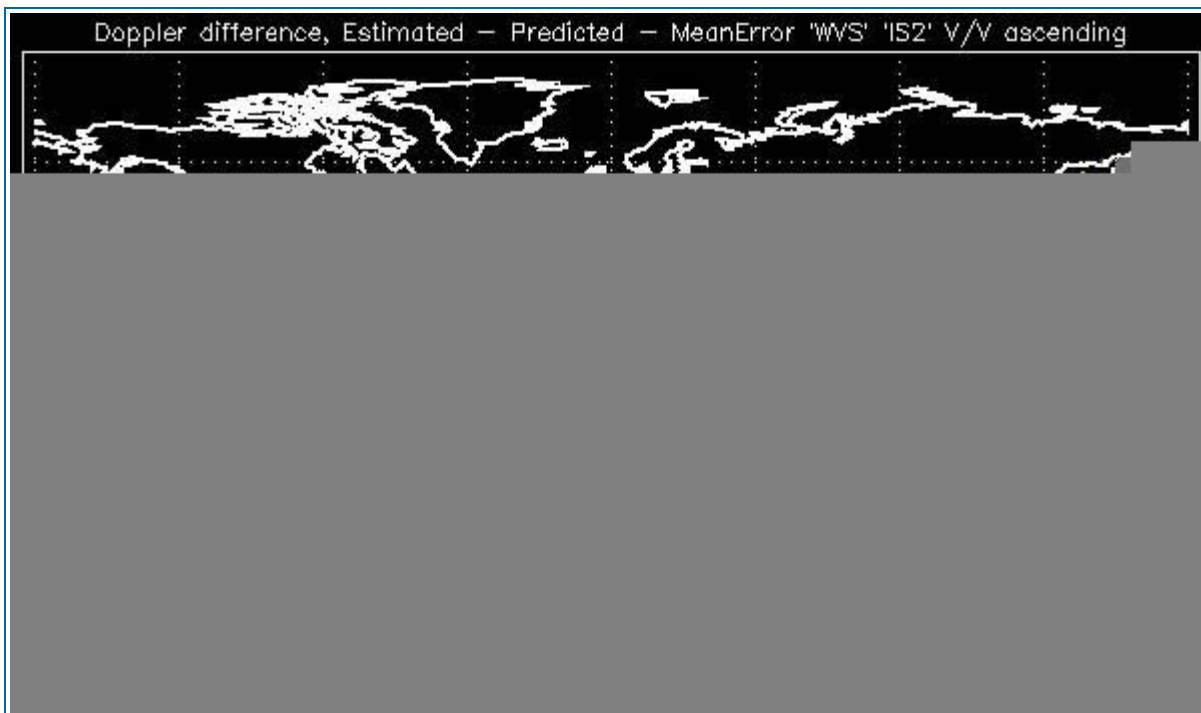 Doppler difference, Estimated – Predicted – MeanError 'WVS' 'IS2' V/V ascending